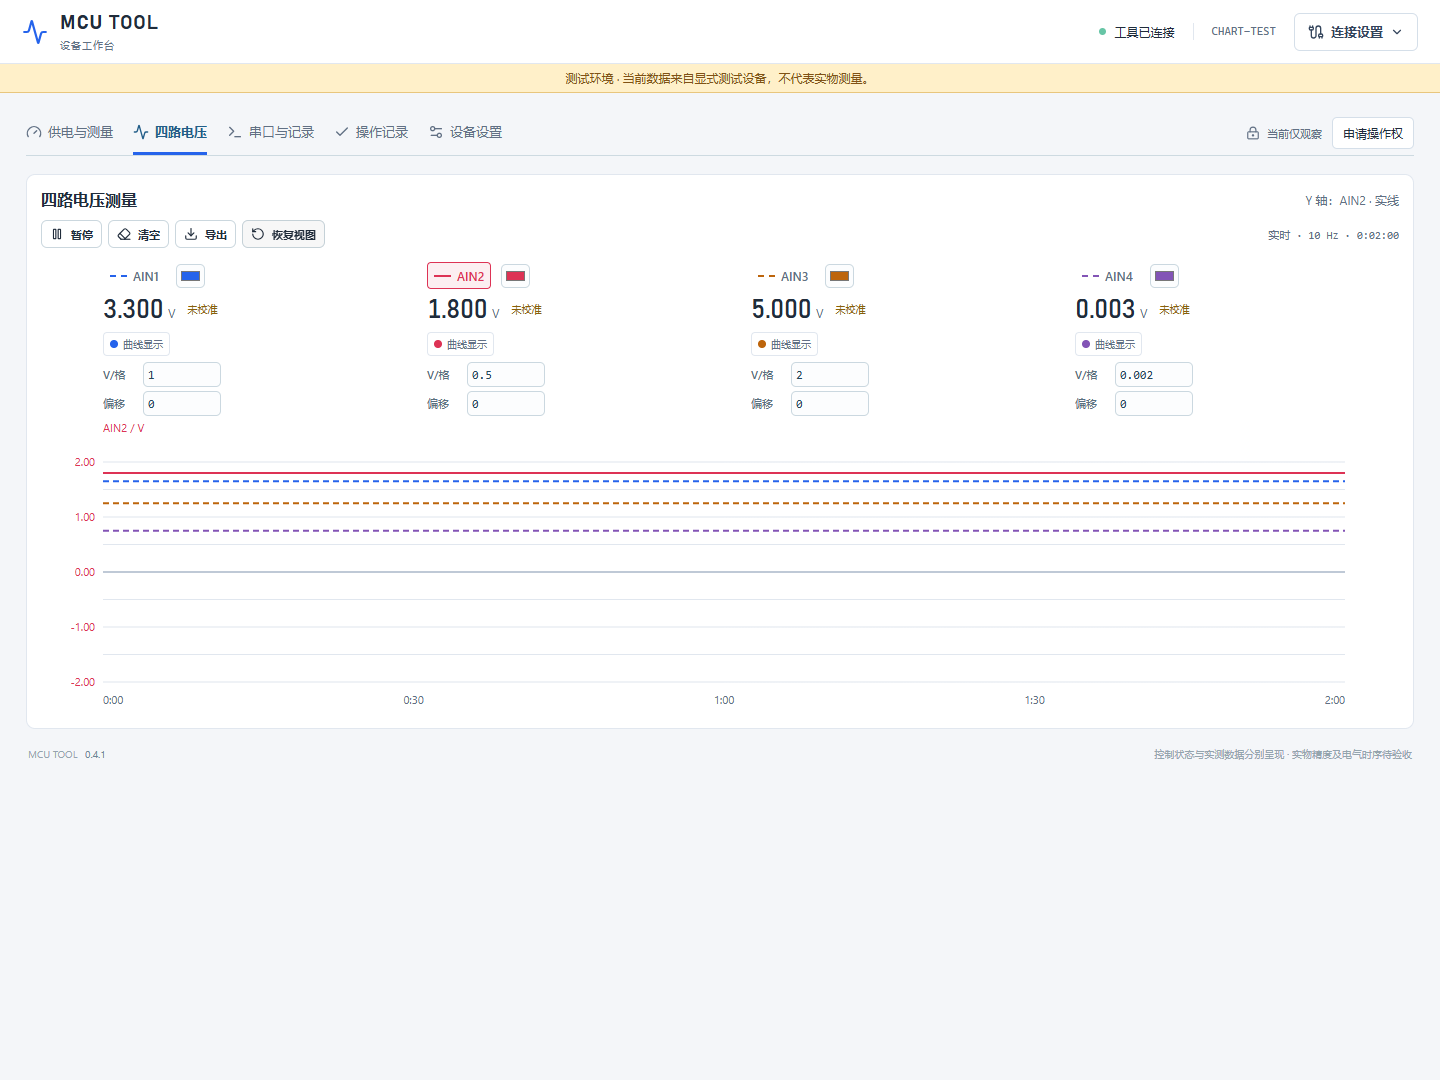 MCU TOOL
设备工作台
工具已连接
CHART-TEST
连接设置
测试环境 · 当前数据来自显式测试设备，不代表实物测量。
供电与测量
四路电压
串口与记录
操作记录
设备设置
当前仅观察
申请操作权
四路电压测量
Y 轴：AIN2 · 实线
暂停
清空
导出
恢复视图
实时 · 10 Hz · 0:02:00
AIN1
AIN2
AIN3
AIN4
3.300 V 未校准
1.800 V 未校准
5.000 V 未校准
0.003 V 未校准
曲线显示
曲线显示
曲线显示
曲线显示
V/格 1
V/格 0.5
V/格 2
V/格 0.002
偏移 0
偏移 0
偏移 0
偏移 0
AIN2 / V
2.00
1.00
0.00
-1.00
-2.00
0:00
0:30
1:00
1:30
2:00
MCU TOOL 0.4.1
控制状态与实测数据分别呈现 · 实物精度及电气时序待验收